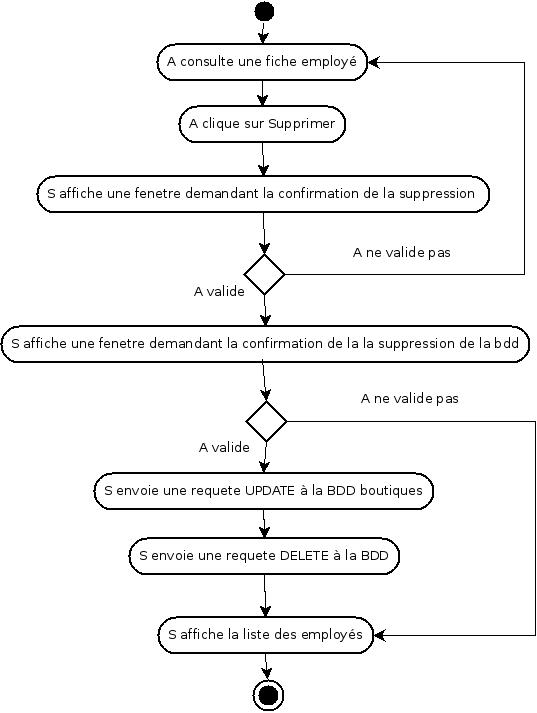 A consulte une fiche employé
A clique sur Supprimer
S affiche une fenetre demandant la confirmation de la suppression
A ne valide pas
A valide
S affiche une fenetre demandant la confirmation de la la suppression de la bdd
A ne valide pas
A valide
S envoie une requete UPDATE à la BDD boutiques
S envoie une requete DELETE à la BDD
S affiche la liste des employés